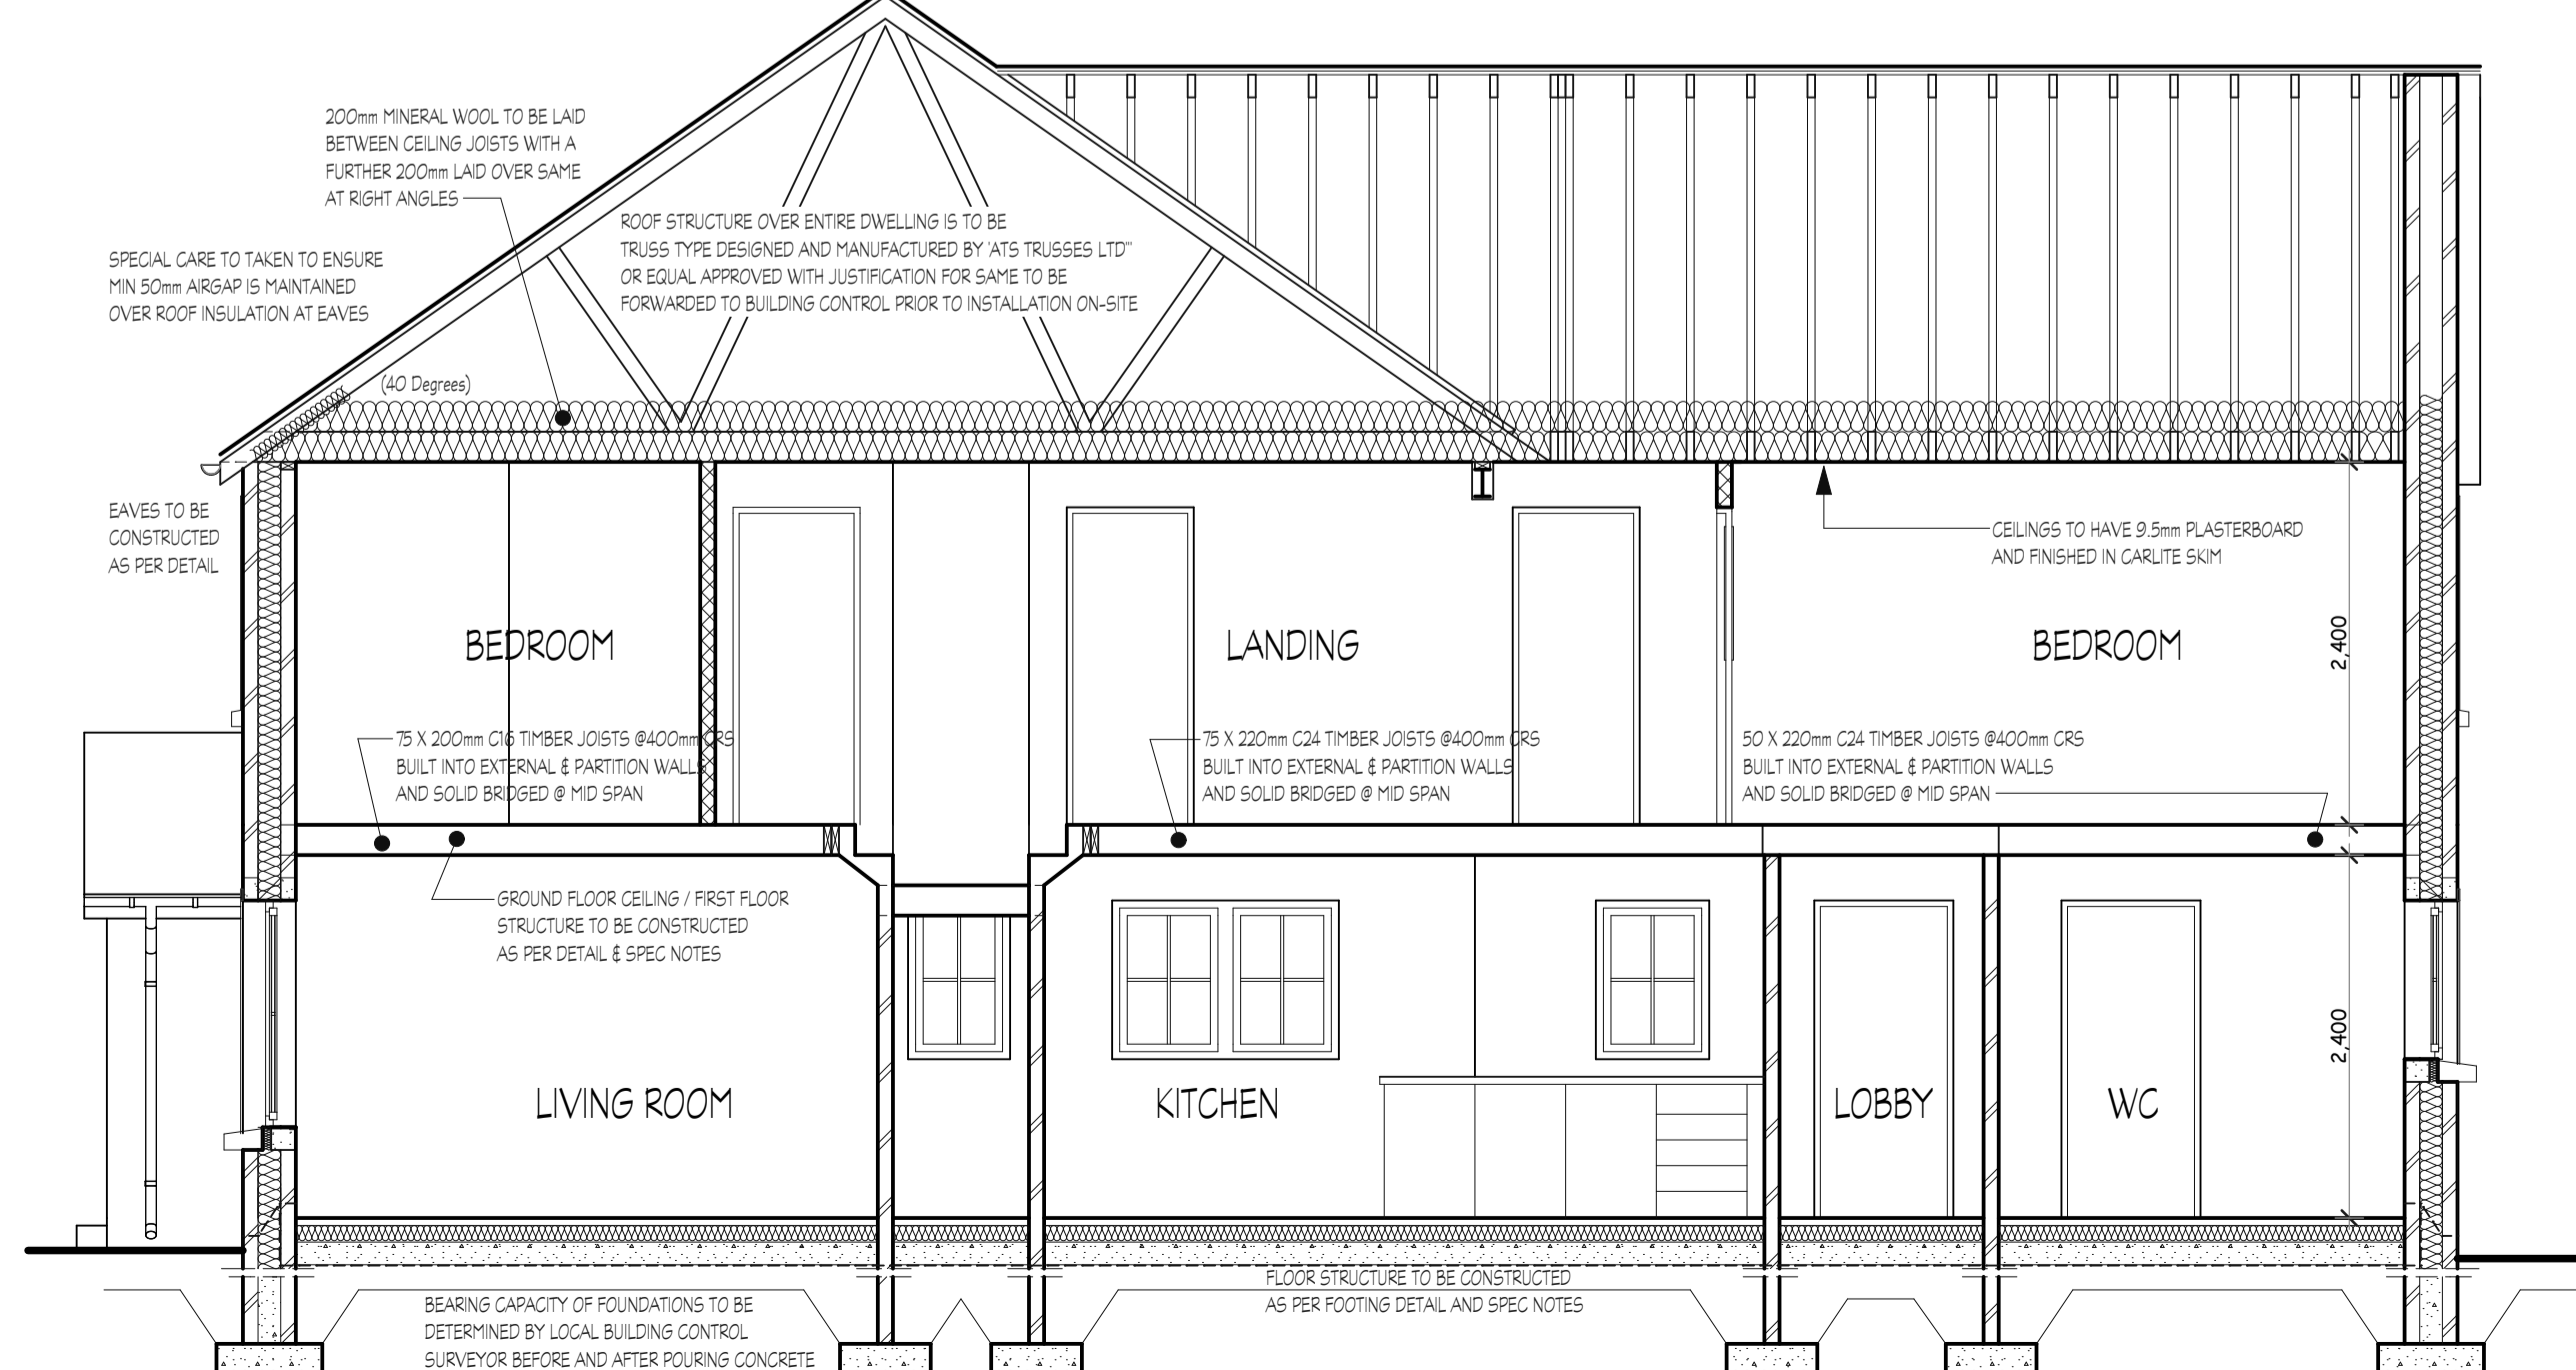 200mm MINERAL WOOL TO BE LAID
BETWEEN CEILING JOISTS WITH A
FURTHER 200mm LAID OVER SAME
AT RIGHT ANGLES
ROOF STRUCTURE OVER ENTIRE DWELLING IS TO BE
TRUSS TYPE DESIGNED AND MANUFACTURED BY 'ATS TRUSSES LTD"
OR EQUAL APPROVED WITH JUSTIFICATION FOR SAME TO BE
FORWARDED TO BUILDING CONTROL PRIOR TO INSTALLATION ON-SITE
SPECIAL CARE TO TAKEN TO ENSURE
MIN 50mm AIRGAP IS MAINTAINED
OVER ROOF INSULATION AT EAVES
(40 Degrees)
EAVES TO BE
CONSTRUCTED
AS PER DETAIL
CEILINGS TO HAVE 9.5mm PLASTERBOARD
AND FINISHED IN CARLITE SKIM
BEDROOM
LANDING
BEDROOM
2,400
75 X 200mm C16 TIMBER JOISTS @400mm CRS
BUILT INTO EXTERNAL & PARTITION WALLS
AND SOLID BRIDGED @ MID SPAN
75 X 220mm C24 TIMBER JOISTS @400mm CRS
BUILT INTO EXTERNAL & PARTITION WALLS
AND SOLID BRIDGED @ MID SPAN
50 X 220mm C24 TIMBER JOISTS @400mm CRS
BUILT INTO EXTERNAL & PARTITION WALLS
AND SOLID BRIDGED @ MID SPAN
GROUND FLOOR CEILING / FIRST FLOOR
STRUCTURE TO BE CONSTRUCTED
AS PER DETAIL & SPEC NOTES
2,400
LIVING ROOM
KITCHEN
LOBBY
WC
FLOOR STRUCTURE TO BE CONSTRUCTED
AS PER FOOTING DETAIL AND SPEC NOTES
BEARING CAPACITY OF FOUNDATIONS TO BE
DETERMINED BY LOCAL BUILDING CONTROL
SURVEYOR BEFORE AND AFTER POURING CONCRETE